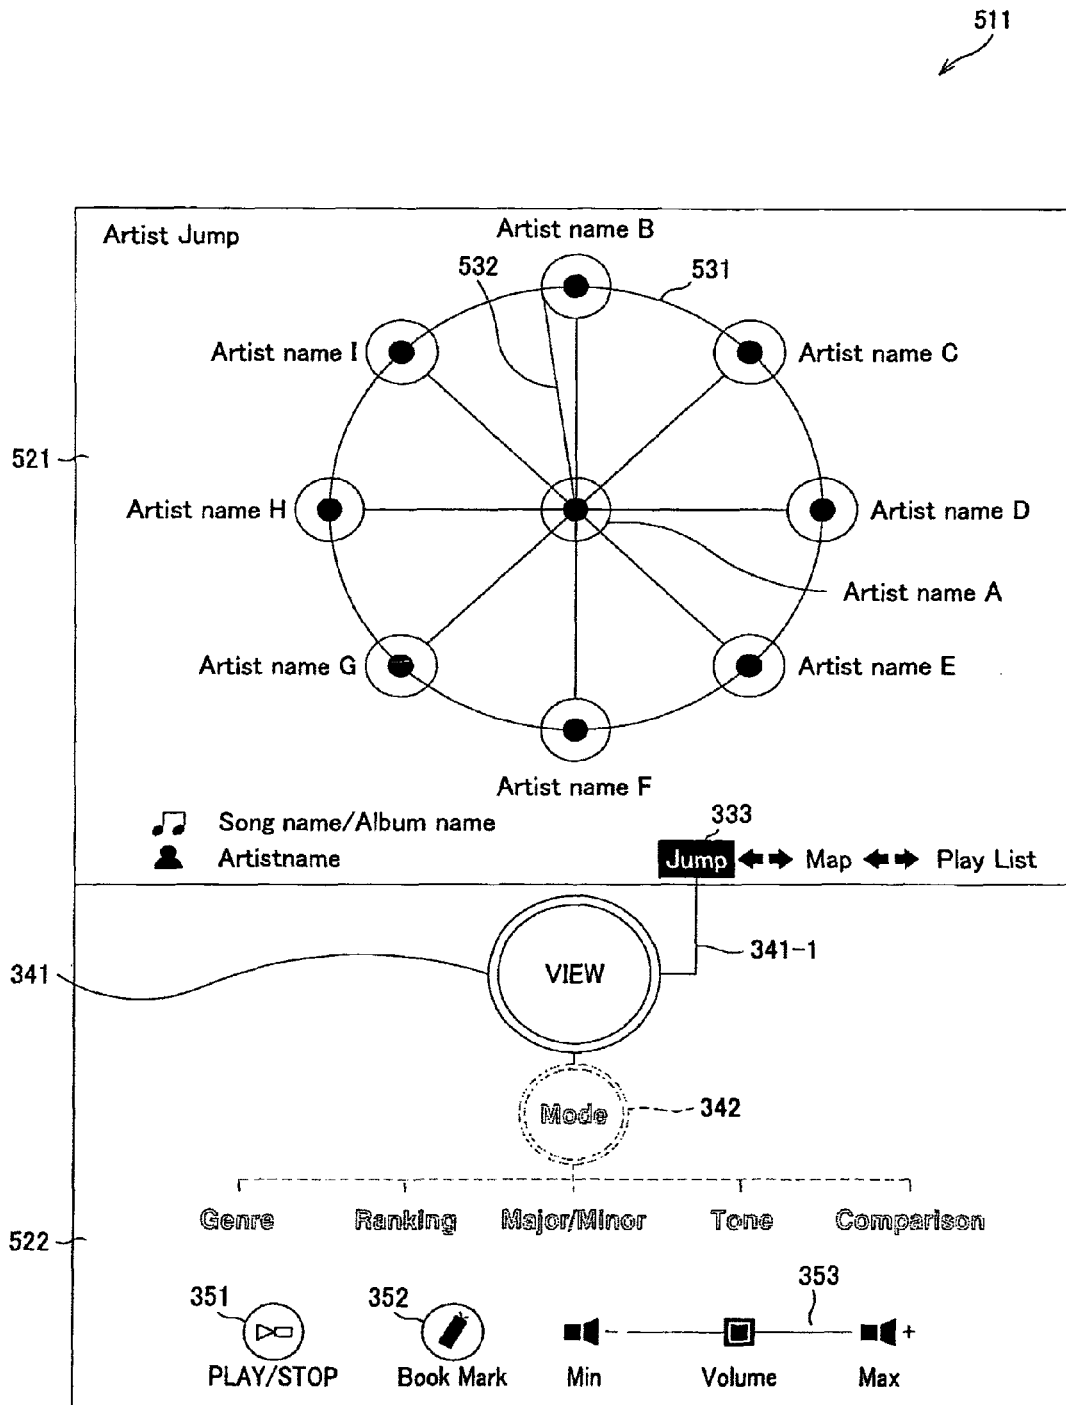 511
Artist Jump
Artist name B
532
531
Artist name I
Artist name C
521
Artist name H
Artist name D
Artist name A
Artist name G
Artist name E
Artist name F
333
Song name/Album name
Artistname
Jump Map Play List
341-1
341
VIEW
Mode
342
Genre Ranking Major/Minor Tone Comparison
522
351
352
353
- +
PLAY/STOP Book Mark Min Volume Max